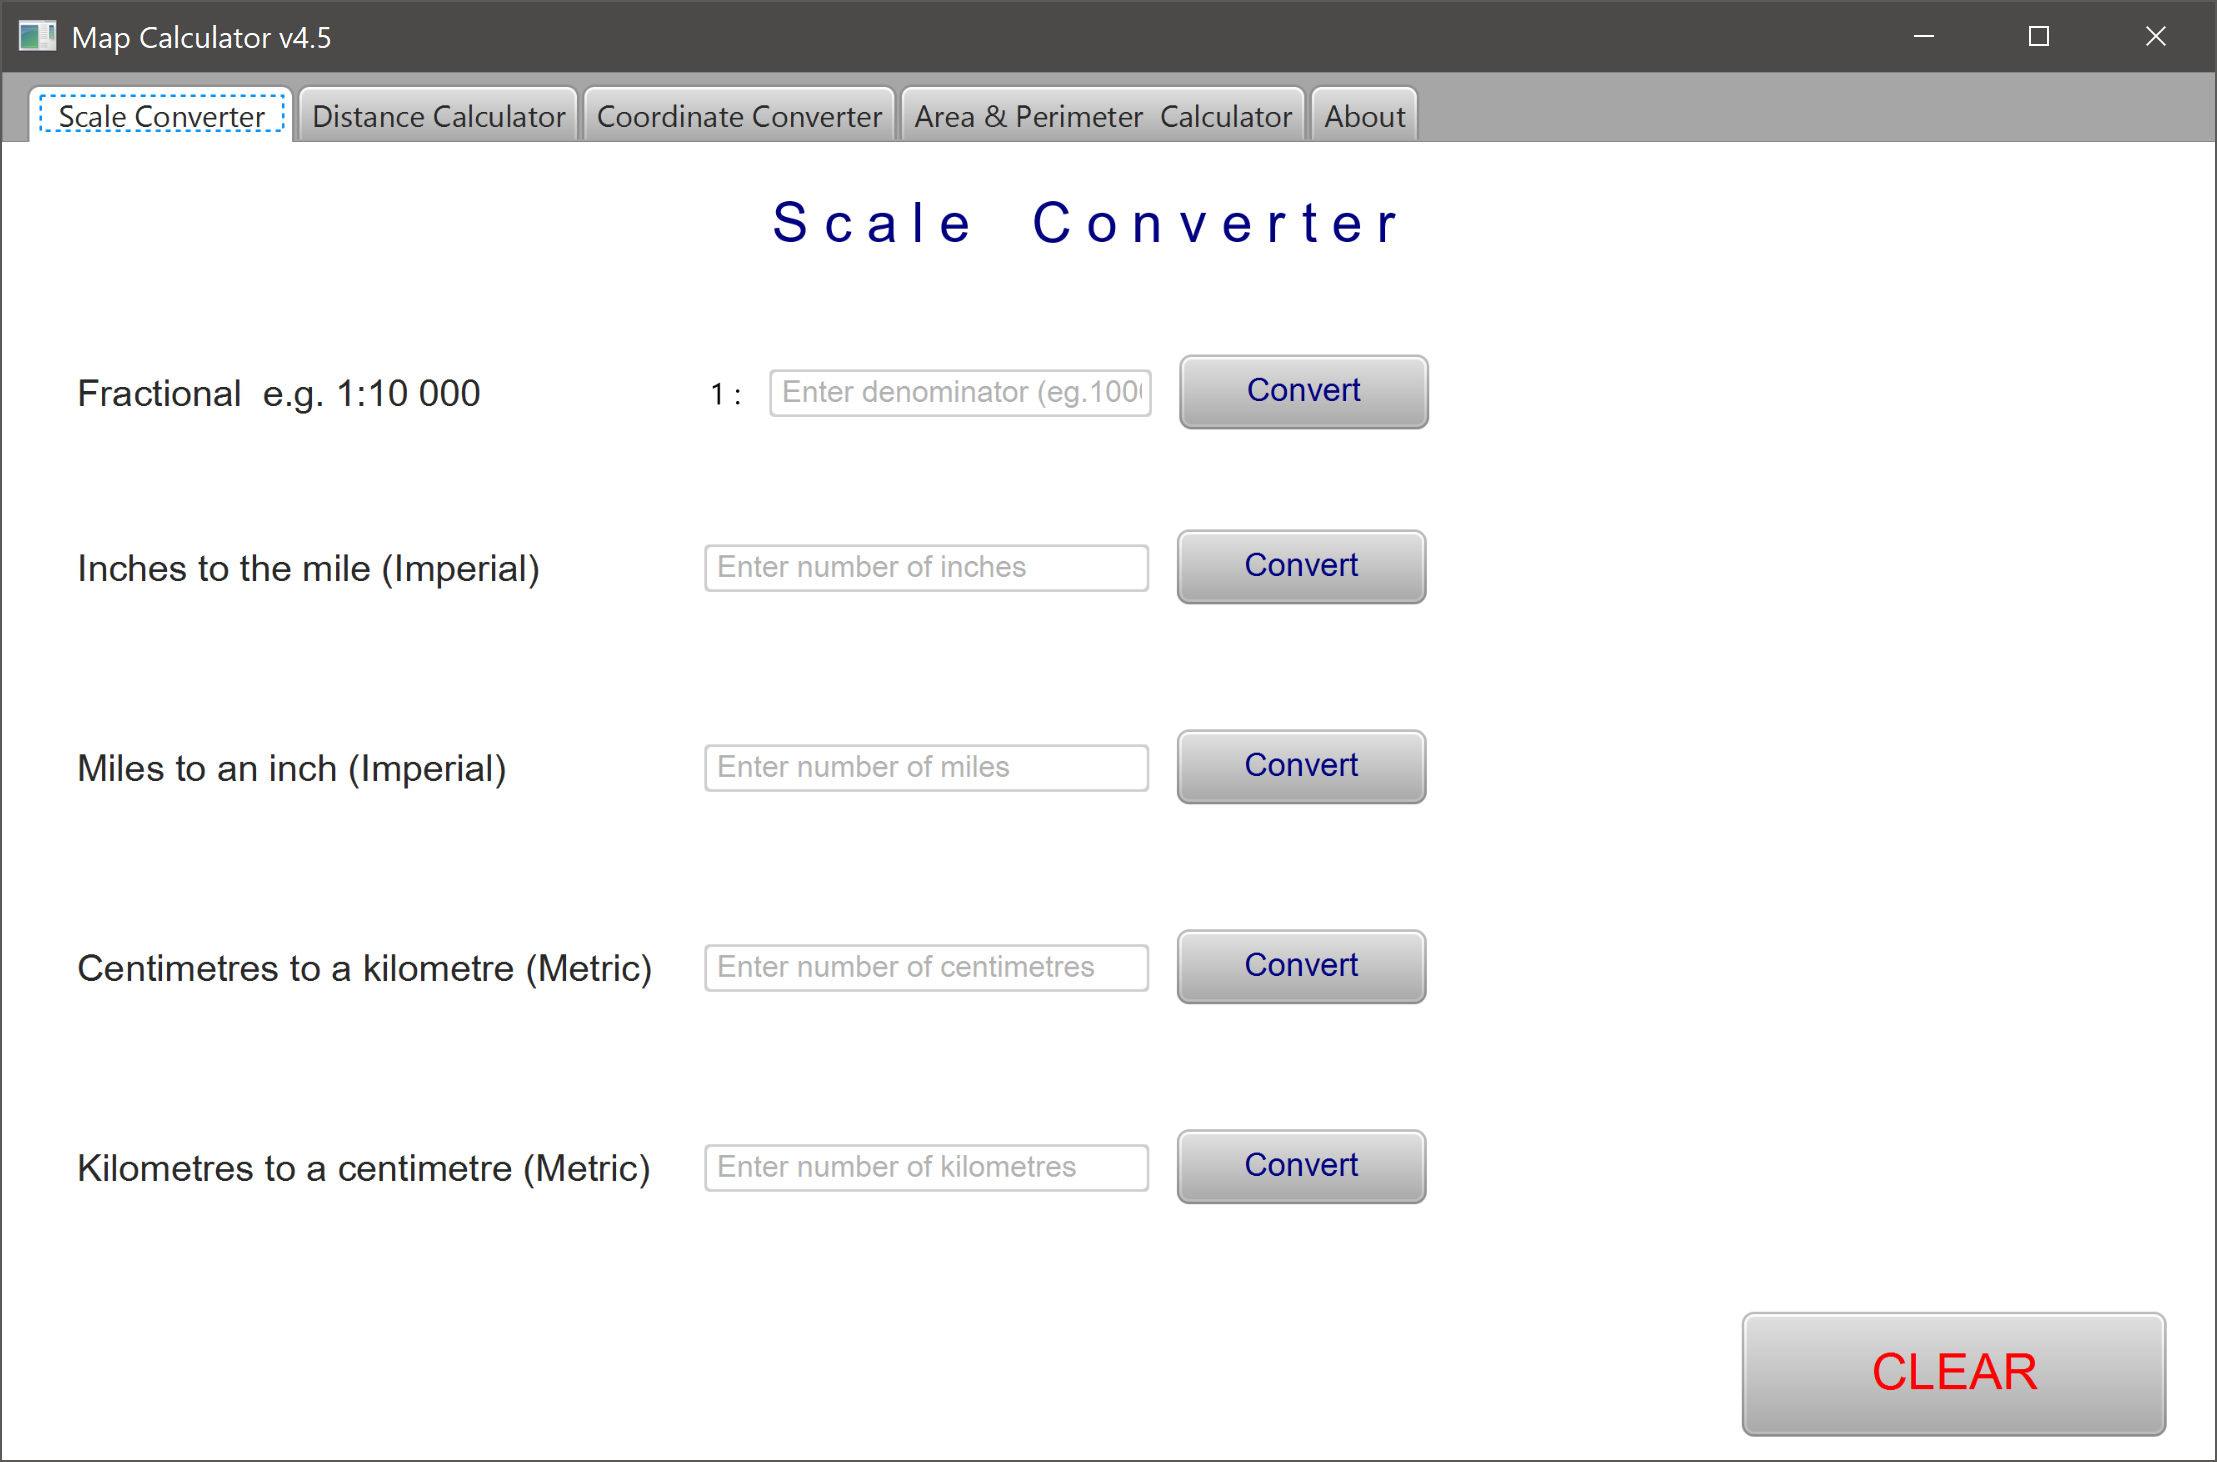 Map Calculator v4.5
Scale Converter Distance Calculator Coordinate Converter Area & Perimeter Calculator About
Scale Converter
Fractional e.g. 1:10 000 1 : Enter denominator (eg.100 Convert
Inches to the mile (Imperial) Enter number of inches Convert
Miles to an inch (Imperial) Enter number of miles Convert
Centimetres to a kilometre (Metric) Enter number of centimetres Convert
Kilometres to a centimetre (Metric) Enter number of kilometres Convert
CLEAR